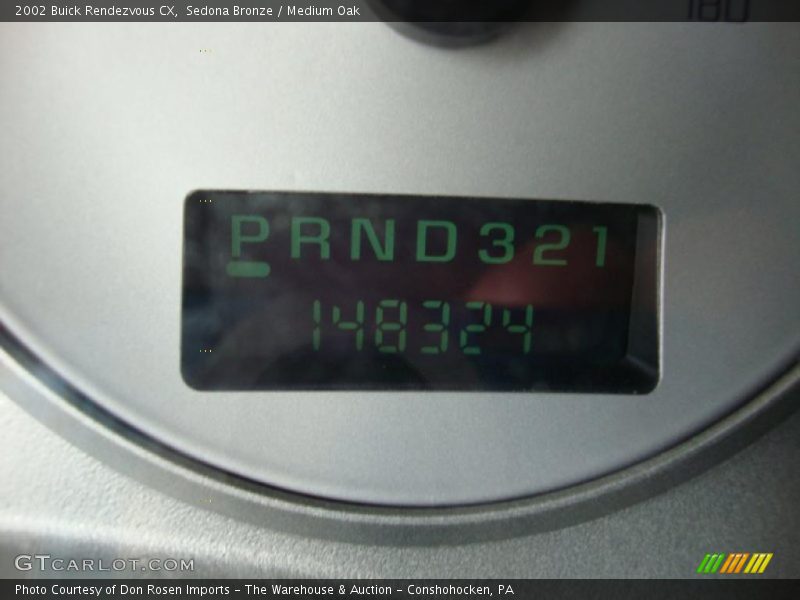 2002 Buick Rendezvous CX, Sedona Bronze / Medium Oak
180
PRND321
148324
GTCARLOT.COM
Photo Courtesy of Don Rosen Imports – The Warehouse & Auction – Conshohocken, PA